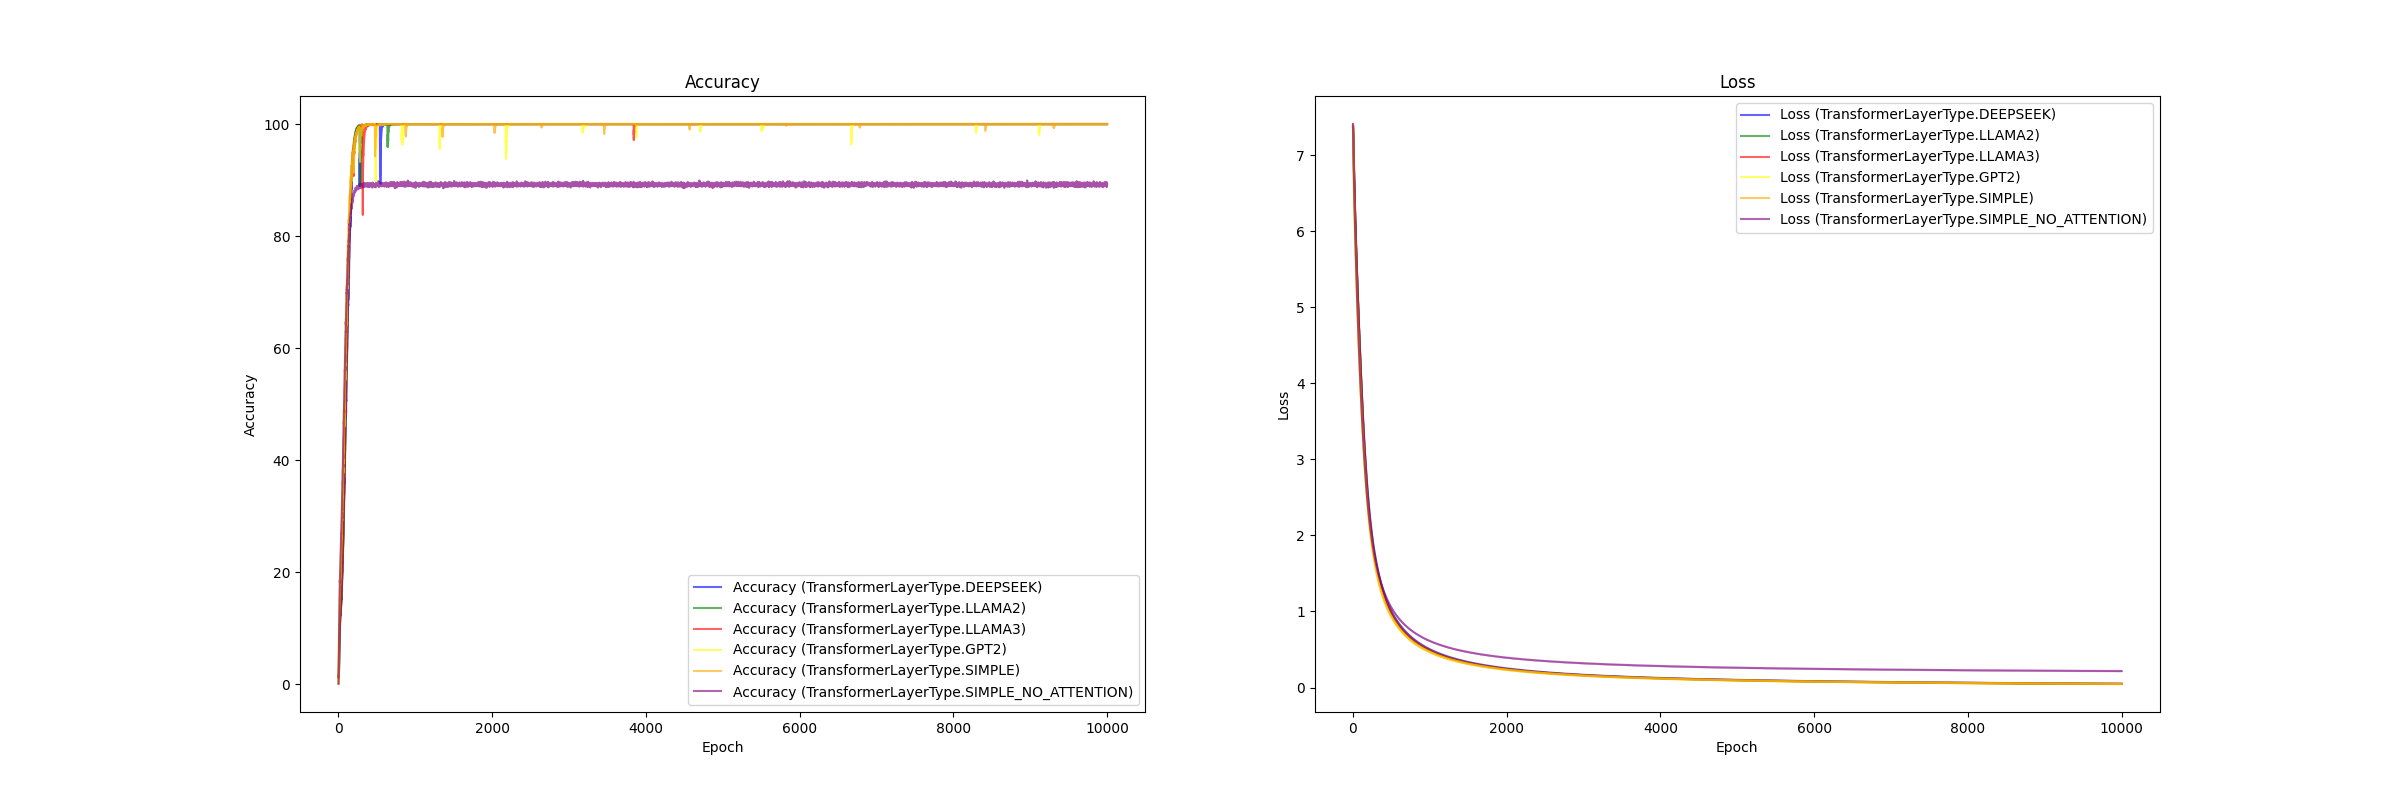 Accuracy
100
80
60
40
20
0
Accuracy
0 2000 4000 6000 8000 10000
Epoch
Accuracy (TransformerLayerType.DEEPSEEK)
Accuracy (TransformerLayerType.LLAMA2)
Accuracy (TransformerLayerType.LLAMA3)
Accuracy (TransformerLayerType.GPT2)
Accuracy (TransformerLayerType.SIMPLE)
Accuracy (TransformerLayerType.SIMPLE_NO_ATTENTION)
Loss
7
6
5
4
3
2
1
0
Loss
0 2000 4000 6000 8000 10000
Epoch
Loss (TransformerLayerType.DEEPSEEK)
Loss (TransformerLayerType.LLAMA2)
Loss (TransformerLayerType.LLAMA3)
Loss (TransformerLayerType.GPT2)
Loss (TransformerLayerType.SIMPLE)
Loss (TransformerLayerType.SIMPLE_NO_ATTENTION)